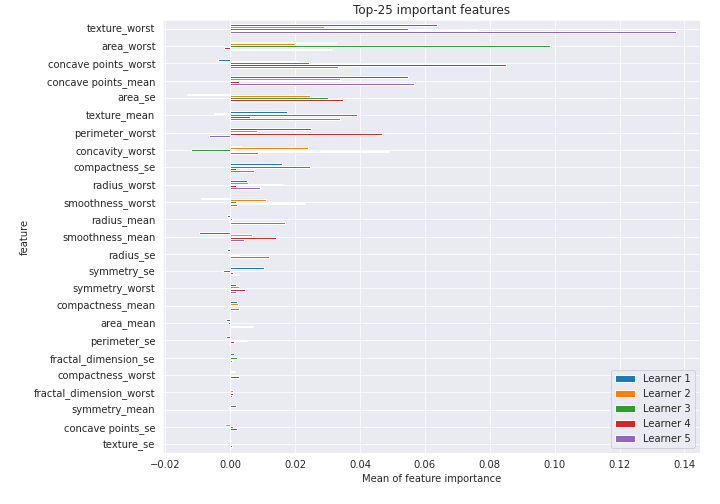 Top-25 important features
texture_worst
area_worst
concave points_worst
concave points_mean
area_se
texture_mean
perimeter_worst
concavity_worst
compactness_se
radius_worst
smoothness_worst
radius_mean
smoothness_mean
radius_se
symmetry_se
symmetry_worst
compactness_mean
area_mean
perimeter_se
fractal_dimension_se
compactness_worst
fractal_dimension_worst
symmetry_mean
concave points_se
texture_se
feature
Learner 1
Learner 2
Learner 3
Learner 4
Learner 5
−0.02 0.00 0.02 0.04 0.06 0.08 0.10 0.12 0.14
Mean of feature importance